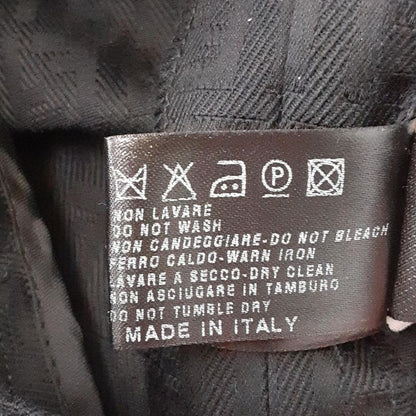 P
NON LAVARE
DO NOT WASH
NON CANDEGGIARE-DO NOT BLEACH
FERRO CALDO-WARN IRON
LAVARE A SECCO-DRY CLEAN
NON ASCIUGARE IN TAMBURO
DO NOT TUMBLE DRY
MADE IN ITALY